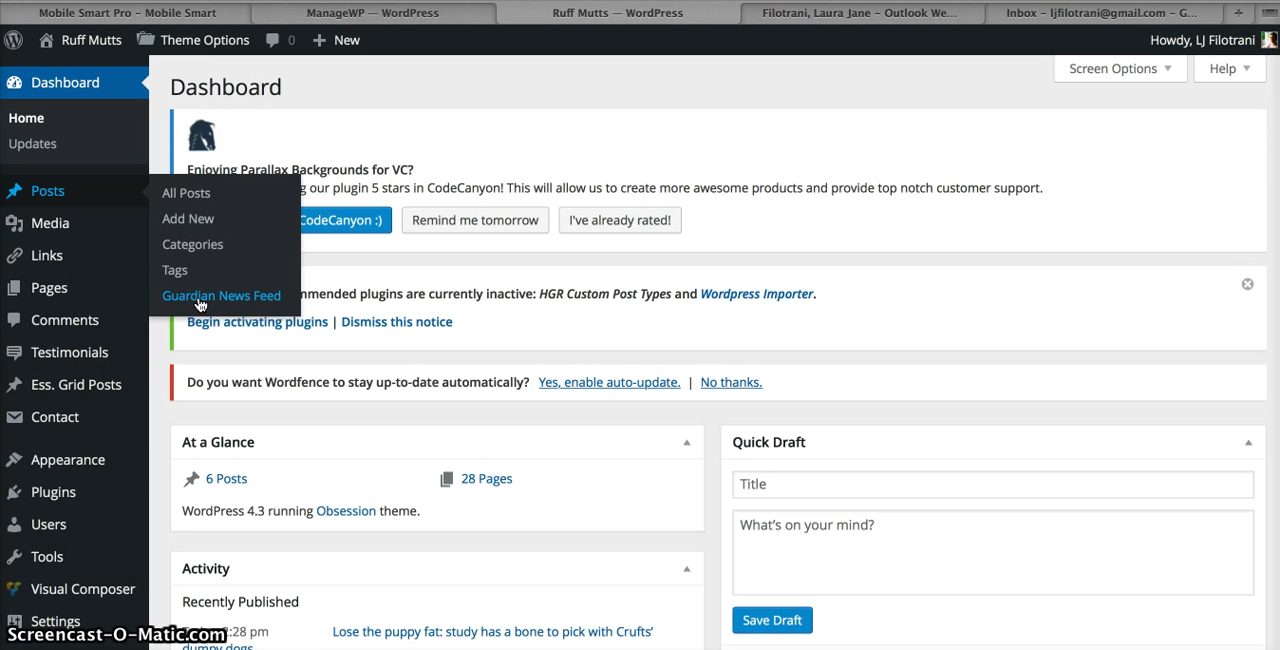 Mobile Smart Pro – Mobile Smart
ManageWP — WordPress
Ruff Mutts — WordPress
Filotrani, Laura Jane – Outlook We...
Inbox – ljfilotrani@gmail.com – G...
Ruff Mutts
Theme Options
0
New
Howdy, LJ Filotrani
Dashboard
Home
Updates
Posts
Media
Links
Pages
Comments
Testimonials
Ess. Grid Posts
Contact
Appearance
Plugins
Users
Tools
Visual Composer
Settings
All Posts
Add New
Categories
Tags
Guardian News Feed
Dashboard
Screen Options
Help
Enjoying Parallax Backgrounds for VC?
our plugin 5 stars in CodeCanyon! This will allow us to create more awesome products and provide top notch customer support.
CodeCanyon :)
Remind me tomorrow
I've already rated!
plugins are currently inactive: HGR Custom Post Types and Wordpress Importer.
Begin activating plugins | Dismiss this notice
Do you want Wordfence to stay up-to-date automatically? Yes, enable auto-update. | No thanks.
At a Glance
6 Posts
28 Pages
WordPress 4.3 running Obsession theme.
Activity
Recently Published
:28 pm
Lose the puppy fat: study has a bone to pick with Crufts'
dumpy dogs
Quick Draft
Title
What's on your mind?
Save Draft
Screencast-O-Matic.com